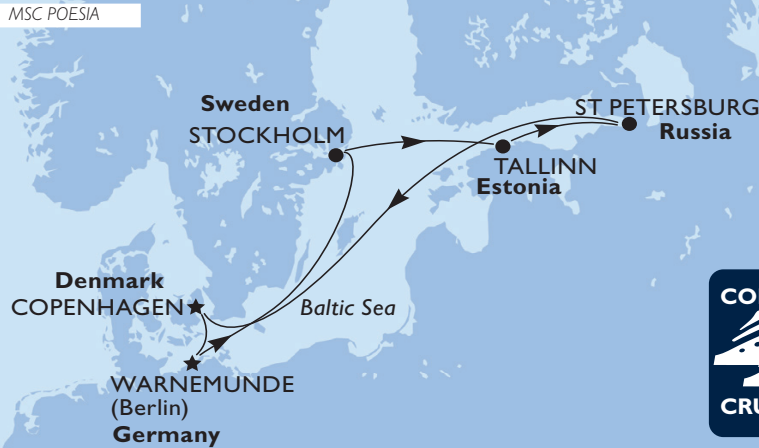 MSC POESIA
Sweden
STOCKHOLM
ST PETERSBURG
Russia
TALLINN
Estonia
Denmark
COPENHAGEN
Baltic Sea
WARNEMUNDE
(Berlin)
Germany